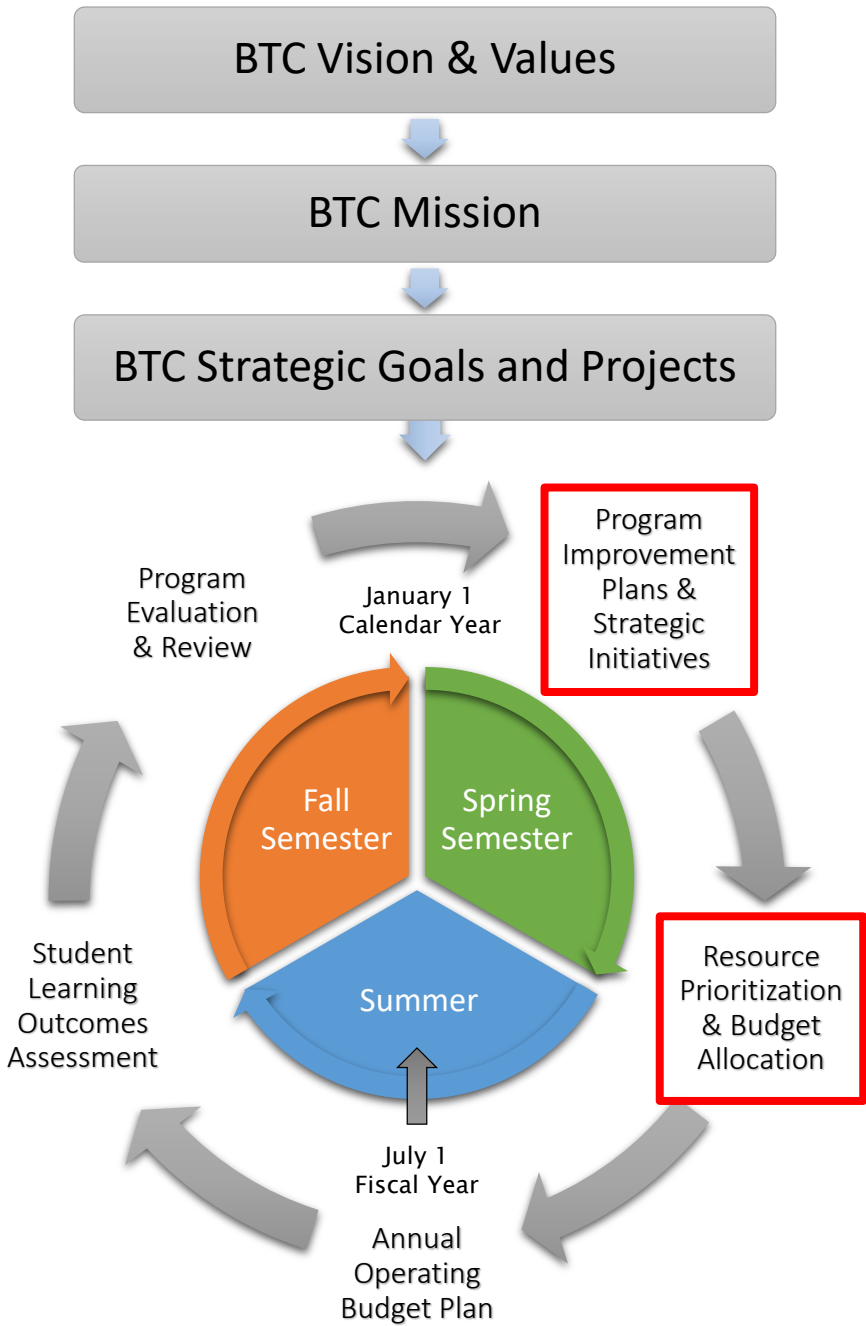 BTC Vision & Values
BTC Mission
BTC Strategic Goals and Projects
Program
Improvement
Plans &
Strategic
Initiatives
Program
Evaluation
& Review
January 1
Calendar Year
Fall
Semester
Spring
Semester
Summer
Resource
Prioritization
& Budget
Allocation
Student
Learning
Outcomes
Assessment
July 1
Fiscal Year
Annual
Operating
Budget Plan